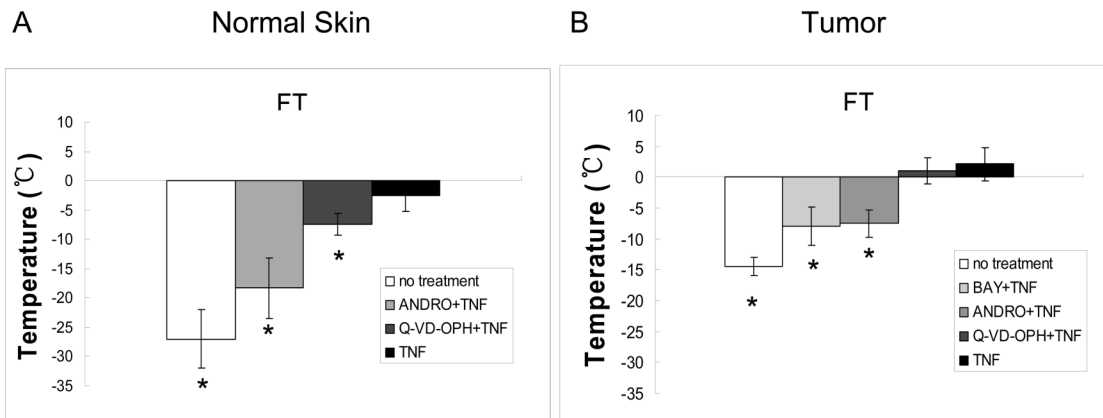 A Normal Skin
FT
Temperature (℃)
10
5
0
-5
-10
-15
-20
-25
-30
-35
*
*
*
no treatment
ANDRO+TNF
Q-VD-OPH+TNF
TNF
B Tumor
FT
Temperature (℃)
10
5
0
-5
-10
-15
-20
-25
-30
-35
*
*
*
no treatment
BAY+TNF
ANDRO+TNF
Q-VD-OPH+TNF
TNF